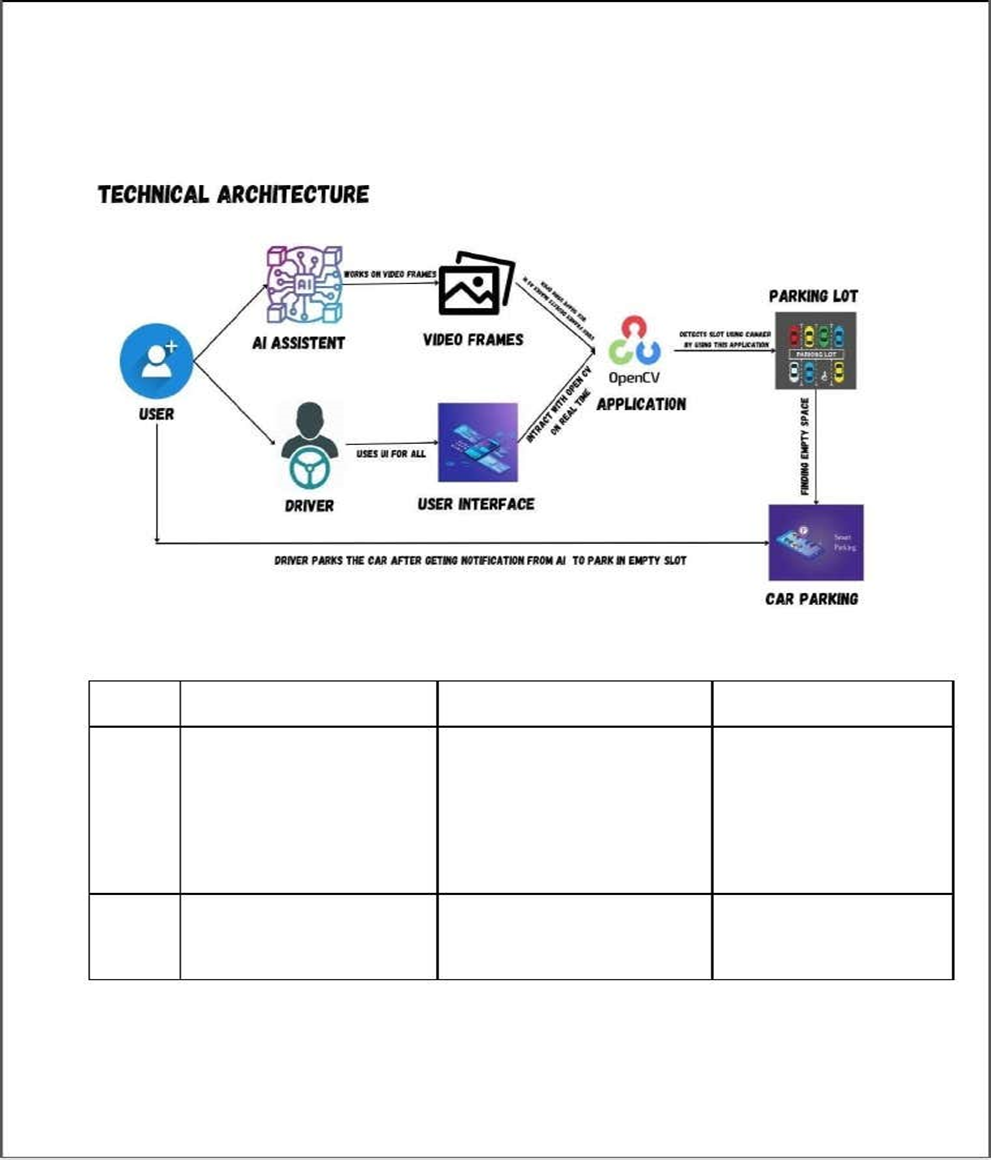 TECHNICAL ARCHITECTURE
AI
WORKS ON VIDEO FRAMES
AI ASSISTENT
VIDEO FRAMES
USER
DRIVER
USES UI FOR ALL
USER INTERFACE
INTRACT WITH OPEN CV
ON REAL TIME
OpenCV
APPLICATION
DETECTS SLOT USING
BY USING THIS APPLICATION
PARKING LOT
PARKING LOT
FINDING EMPTY SPACE
Smart
Parking
CAR PARKING
DRIVER PARKS THE CAR AFTER GETING NOTIFICATION FROM AI TO PARK IN EMPTY SLOT